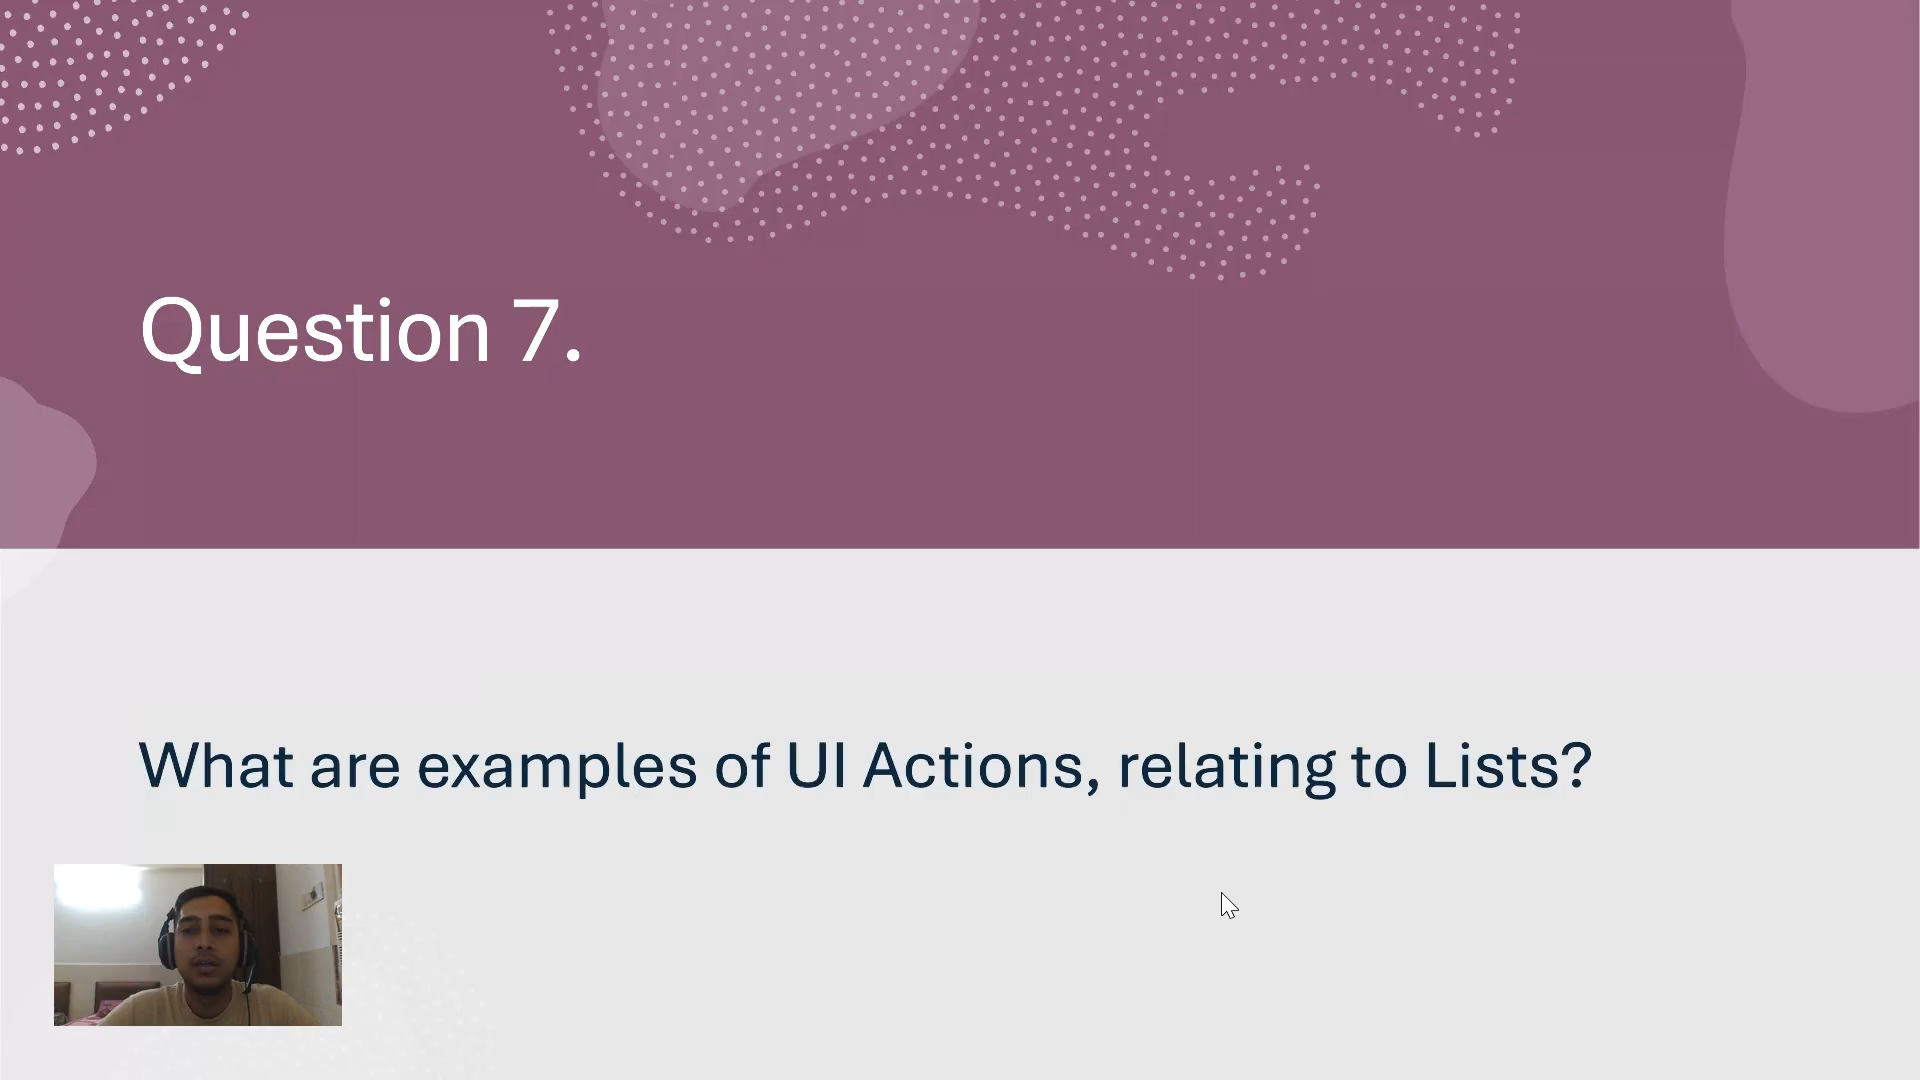 Question 7.
What are examples of UI Actions, relating to Lists?